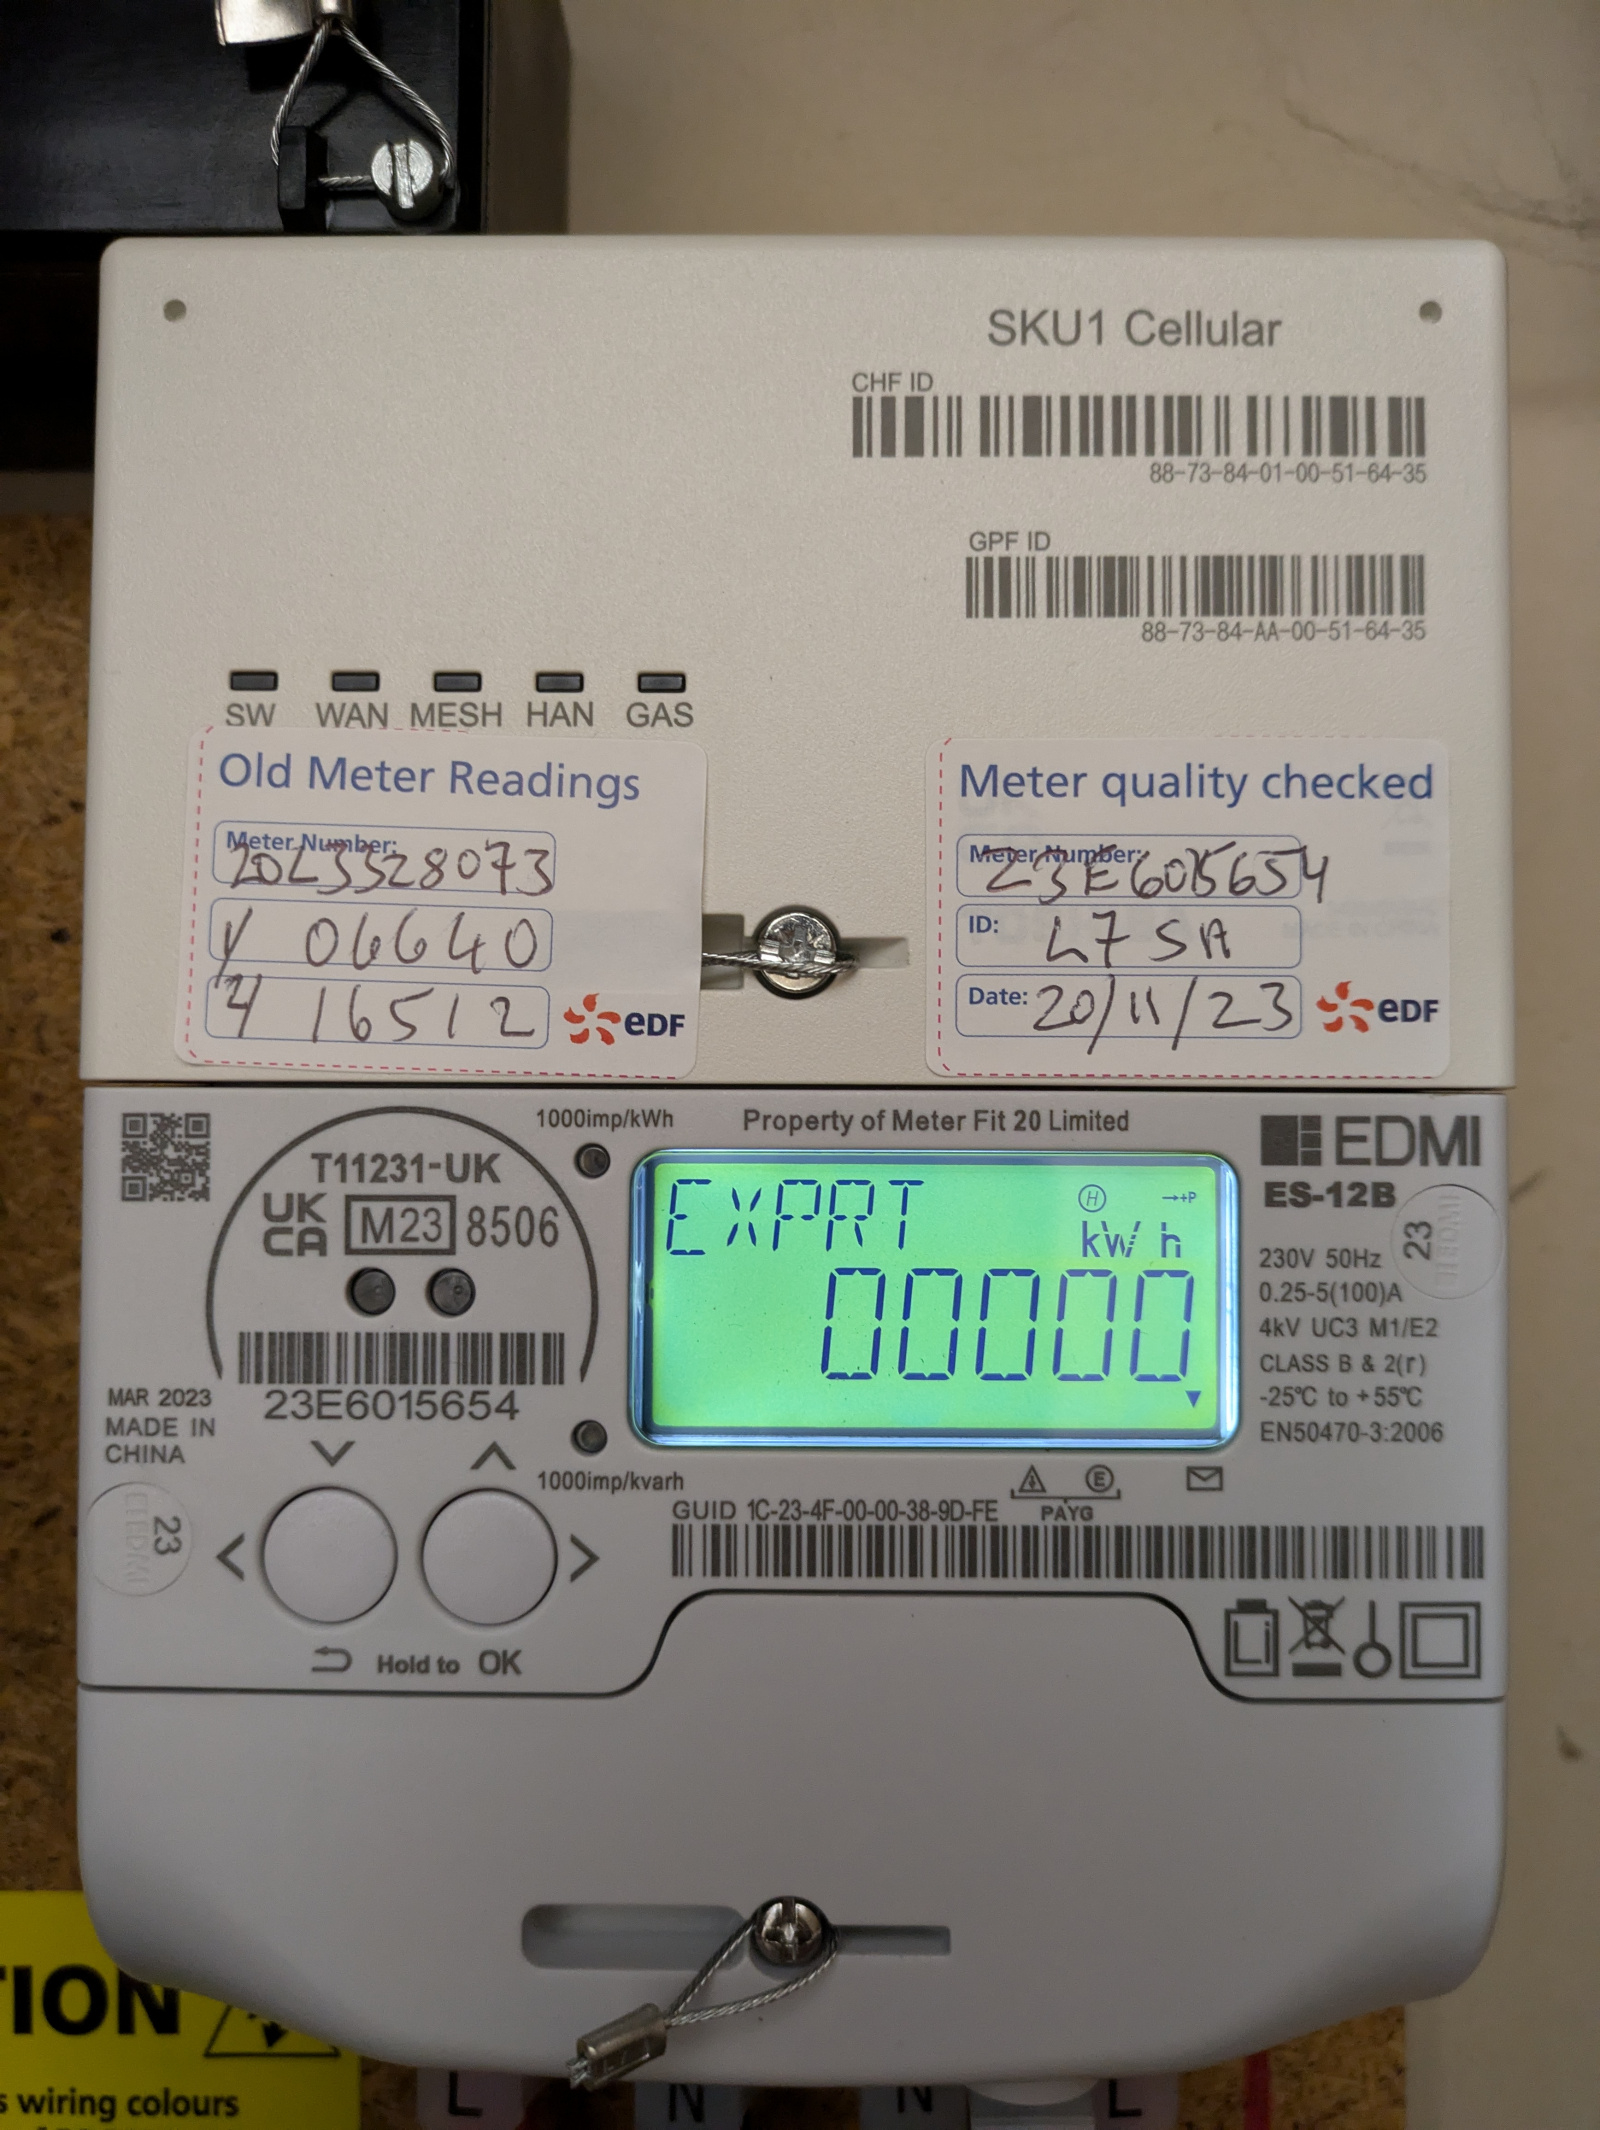 SKU1 Cellular
CHF ID
88-73-84-01-00-51-64-35
GPF ID
88-73-84-AA-00-51-64-35
SW WAN MESH HAN GAS
Old Meter Readings
Meter Number:
20L3328073
06640
16512
eDF
Meter quality checked
Meter Number:
23E6015654
ID: L7 SA
Date: 20/11/23
eDF
1000imp/kWh
Property of Meter Fit 20 Limited
EDMI
ES-12B
T11231-UK
UK
CA
M23 8506
23E6015654
MAR 2023
MADE IN
CHINA
EXPRT
H →+P
kWh
00000
230V 50Hz
0.25-5(100)A
4kV UC3 M1/E2
CLASS B & 2(r)
-25℃ to +55℃
EN50470-3:2006
23
1000imp/kvarh
E
PAYG
GUID 1C-23-4F-00-00-38-9D-FE
23
Hold to OK
Li
TION
s wiring colours
L N N L